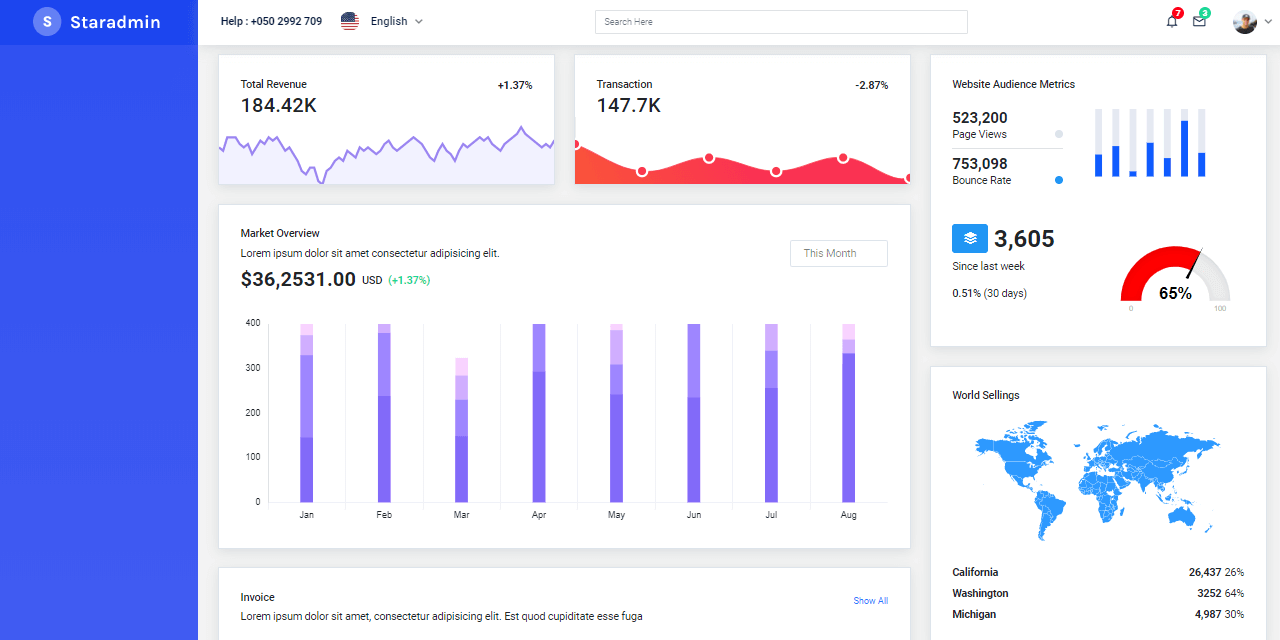 S Staradmin
Help : +050 2992 709
English
Search Here
7
3
Total Revenue
+1.37%
184.42K
Transaction
-2.87%
147.7K
Website Audience Metrics
523,200
Page Views
753,098
Bounce Rate
3,605
Since last week
0.51% (30 days)
65%
0
100
Market Overview
Lorem ipsum dolor sit amet consectetur adipisicing elit.
This Month
$36,2531.00 USD (+1.37%)
400
300
200
100
0
Jan Feb Mar Apr May Jun Jul Aug
World Sellings
California 26,437 26%
Washington 3252 64%
Michigan 4,987 30%
Invoice
Show All
Lorem ipsum dolor sit amet, consectetur adipisicing elit. Est quod cupiditate esse fuga